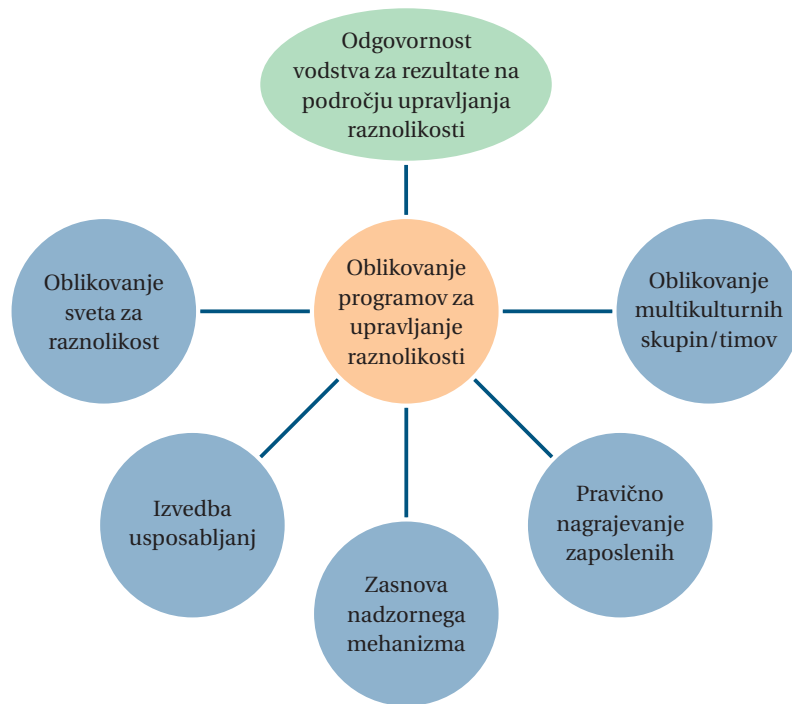 Odgovornost
vodstva za rezultate na
področju upravljanja
raznolikosti
Oblikovanje
sveta za
raznolikost
Oblikovanje
programov za
upravljanje
raznolikosti
Oblikovanje
multikulturnih
skupin/timov
Izvedba
usposabljanj
Zasnova
nadzornega
mehanizma
Pravično
nagrajevanje
zaposlenih